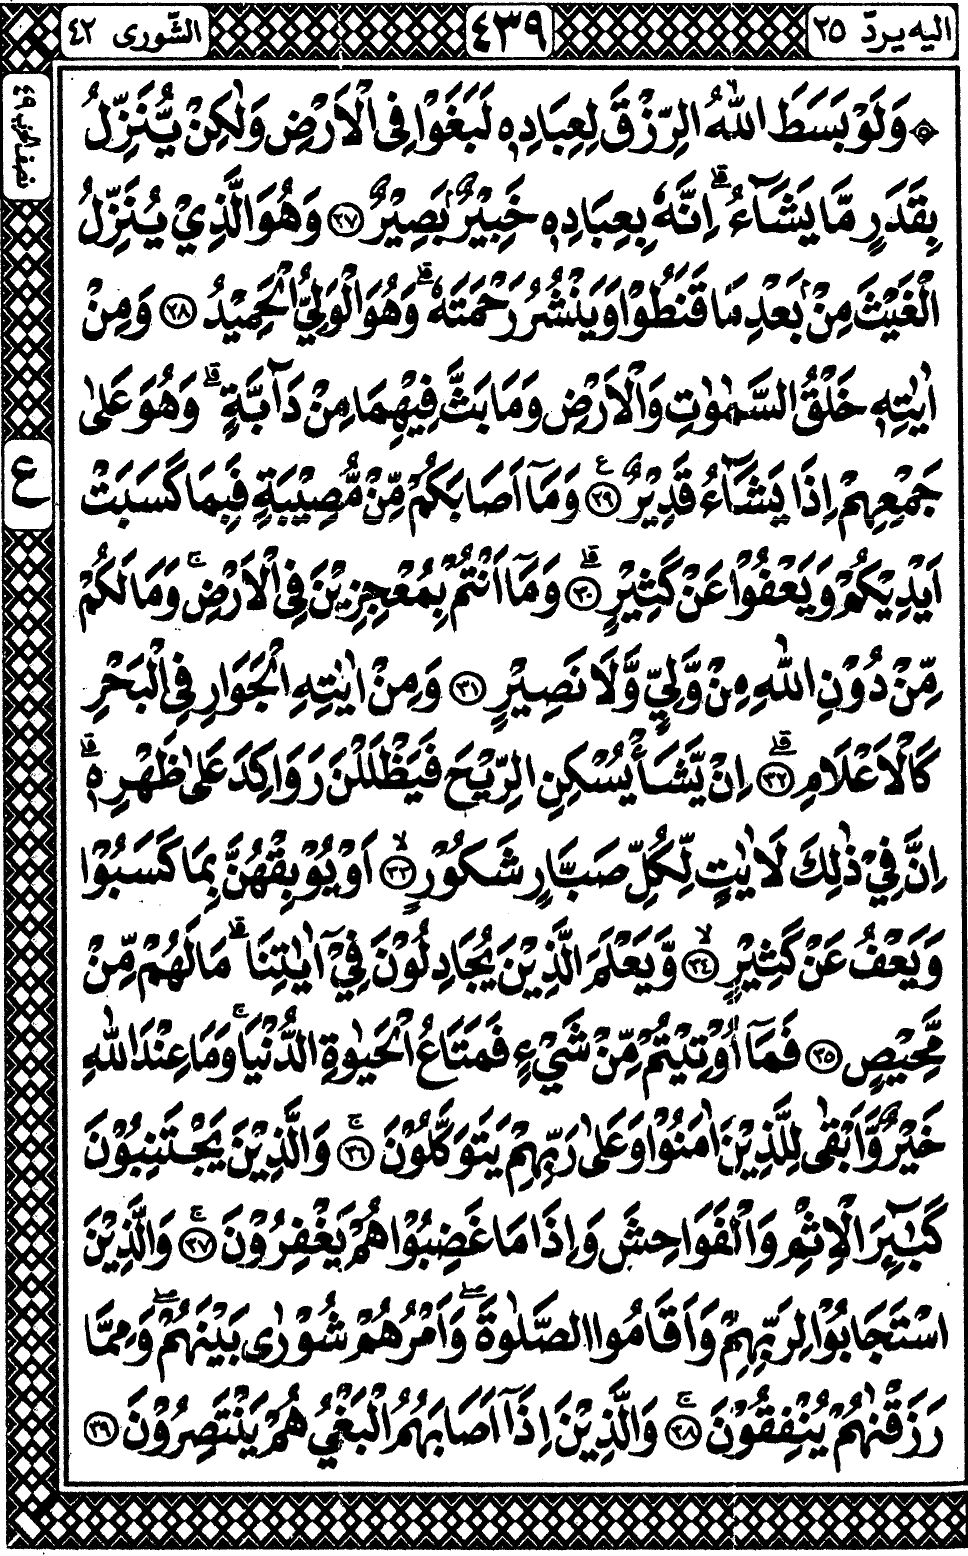 اليه يردّ ٢٥
٤٣٩
الشّورى ٤٢
وَلَوْ بَسَطَ اللّٰهُ الرِّزْقَ لِعِبَادِهٖ لَبَغَوْا فِى الْاَرْضِ وَلٰكِنْ يُّنَزِّلُ
بِقَدَرٍ مَّا يَشَآءُ ؕ اِنَّهٗ بِعِبَادِهٖ خَبِيْرٌۢ بَصِيْرٌ ﴿٢٧﴾ وَهُوَ الَّذِيْ يُنَزِّلُ
الْغَيْثَ مِنْۢ بَعْدِ مَا قَنَطُوْا وَيَنْشُرُ رَحْمَتَهٗ ؕ وَهُوَ الْوَلِيُّ الْحَمِيْدُ ﴿٢٨﴾ وَمِنْ
اٰيٰتِهٖ خَلْقُ السَّمٰوٰتِ وَالْاَرْضِ وَمَا بَثَّ فِيْهِمَا مِنْ دَآبَّةٍ ؕ وَهُوَ عَلٰى
جَمْعِهِمْ اِذَا يَشَآءُ قَدِيْرٌ ﴿٢٩﴾ وَمَآ اَصَابَكُمْ مِّنْ مُّصِيْبَةٍ فَبِمَا كَسَبَتْ
اَيْدِيْكُمْ وَيَعْفُوْا عَنْ كَثِيْرٍ ﴿٣٠﴾ وَمَآ اَنْتُمْ بِمُعْجِزِيْنَ فِى الْاَرْضِ ۚ وَمَا لَكُمْ
مِّنْ دُوْنِ اللّٰهِ مِنْ وَّلِيٍّ وَّلَا نَصِيْرٍ ﴿٣١﴾ وَمِنْ اٰيٰتِهِ الْجَوَارِ فِى الْبَحْرِ
كَالْاَعْلَامِ ﴿٣٢﴾ اِنْ يَّشَأْ يُسْكِنِ الرِّيْحَ فَيَظْلَلْنَ رَوَاكِدَ عَلٰى ظَهْرِهٖ ؕ
اِنَّ فِيْ ذٰلِكَ لَاٰيٰتٍ لِّكُلِّ صَبَّارٍ شَكُوْرٍ ﴿٣٣﴾ اَوْ يُوْبِقْهُنَّ بِمَا كَسَبُوْا
وَيَعْفُ عَنْ كَثِيْرٍ ﴿٣٤﴾ وَّيَعْلَمَ الَّذِيْنَ يُجَادِلُوْنَ فِيْٓ اٰيٰتِنَا ؕ مَا لَهُمْ مِّنْ
مَّحِيْصٍ ﴿٣٥﴾ فَمَآ اُوْتِيْتُمْ مِّنْ شَيْءٍ فَمَتَاعُ الْحَيٰوةِ الدُّنْيَا ۚ وَمَا عِنْدَ اللّٰهِ
خَيْرٌ وَّاَبْقٰى لِلَّذِيْنَ اٰمَنُوْا وَعَلٰى رَبِّهِمْ يَتَوَكَّلُوْنَ ﴿٣٦﴾ وَالَّذِيْنَ يَجْتَنِبُوْنَ
كَبٰٓئِرَ الْاِثْمِ وَالْفَوَاحِشَ وَاِذَا مَا غَضِبُوْا هُمْ يَغْفِرُوْنَ ﴿٣٧﴾ وَالَّذِيْنَ
اسْتَجَابُوْا لِرَبِّهِمْ وَاَقَامُوا الصَّلٰوةَ ۖ وَاَمْرُهُمْ شُوْرٰى بَيْنَهُمْ ۖ وَمِمَّا
رَزَقْنٰهُمْ يُنْفِقُوْنَ ﴿٣٨﴾ وَالَّذِيْنَ اِذَآ اَصَابَهُمُ الْبَغْيُ هُمْ يَنْتَصِرُوْنَ ﴿٣٩﴾
ع